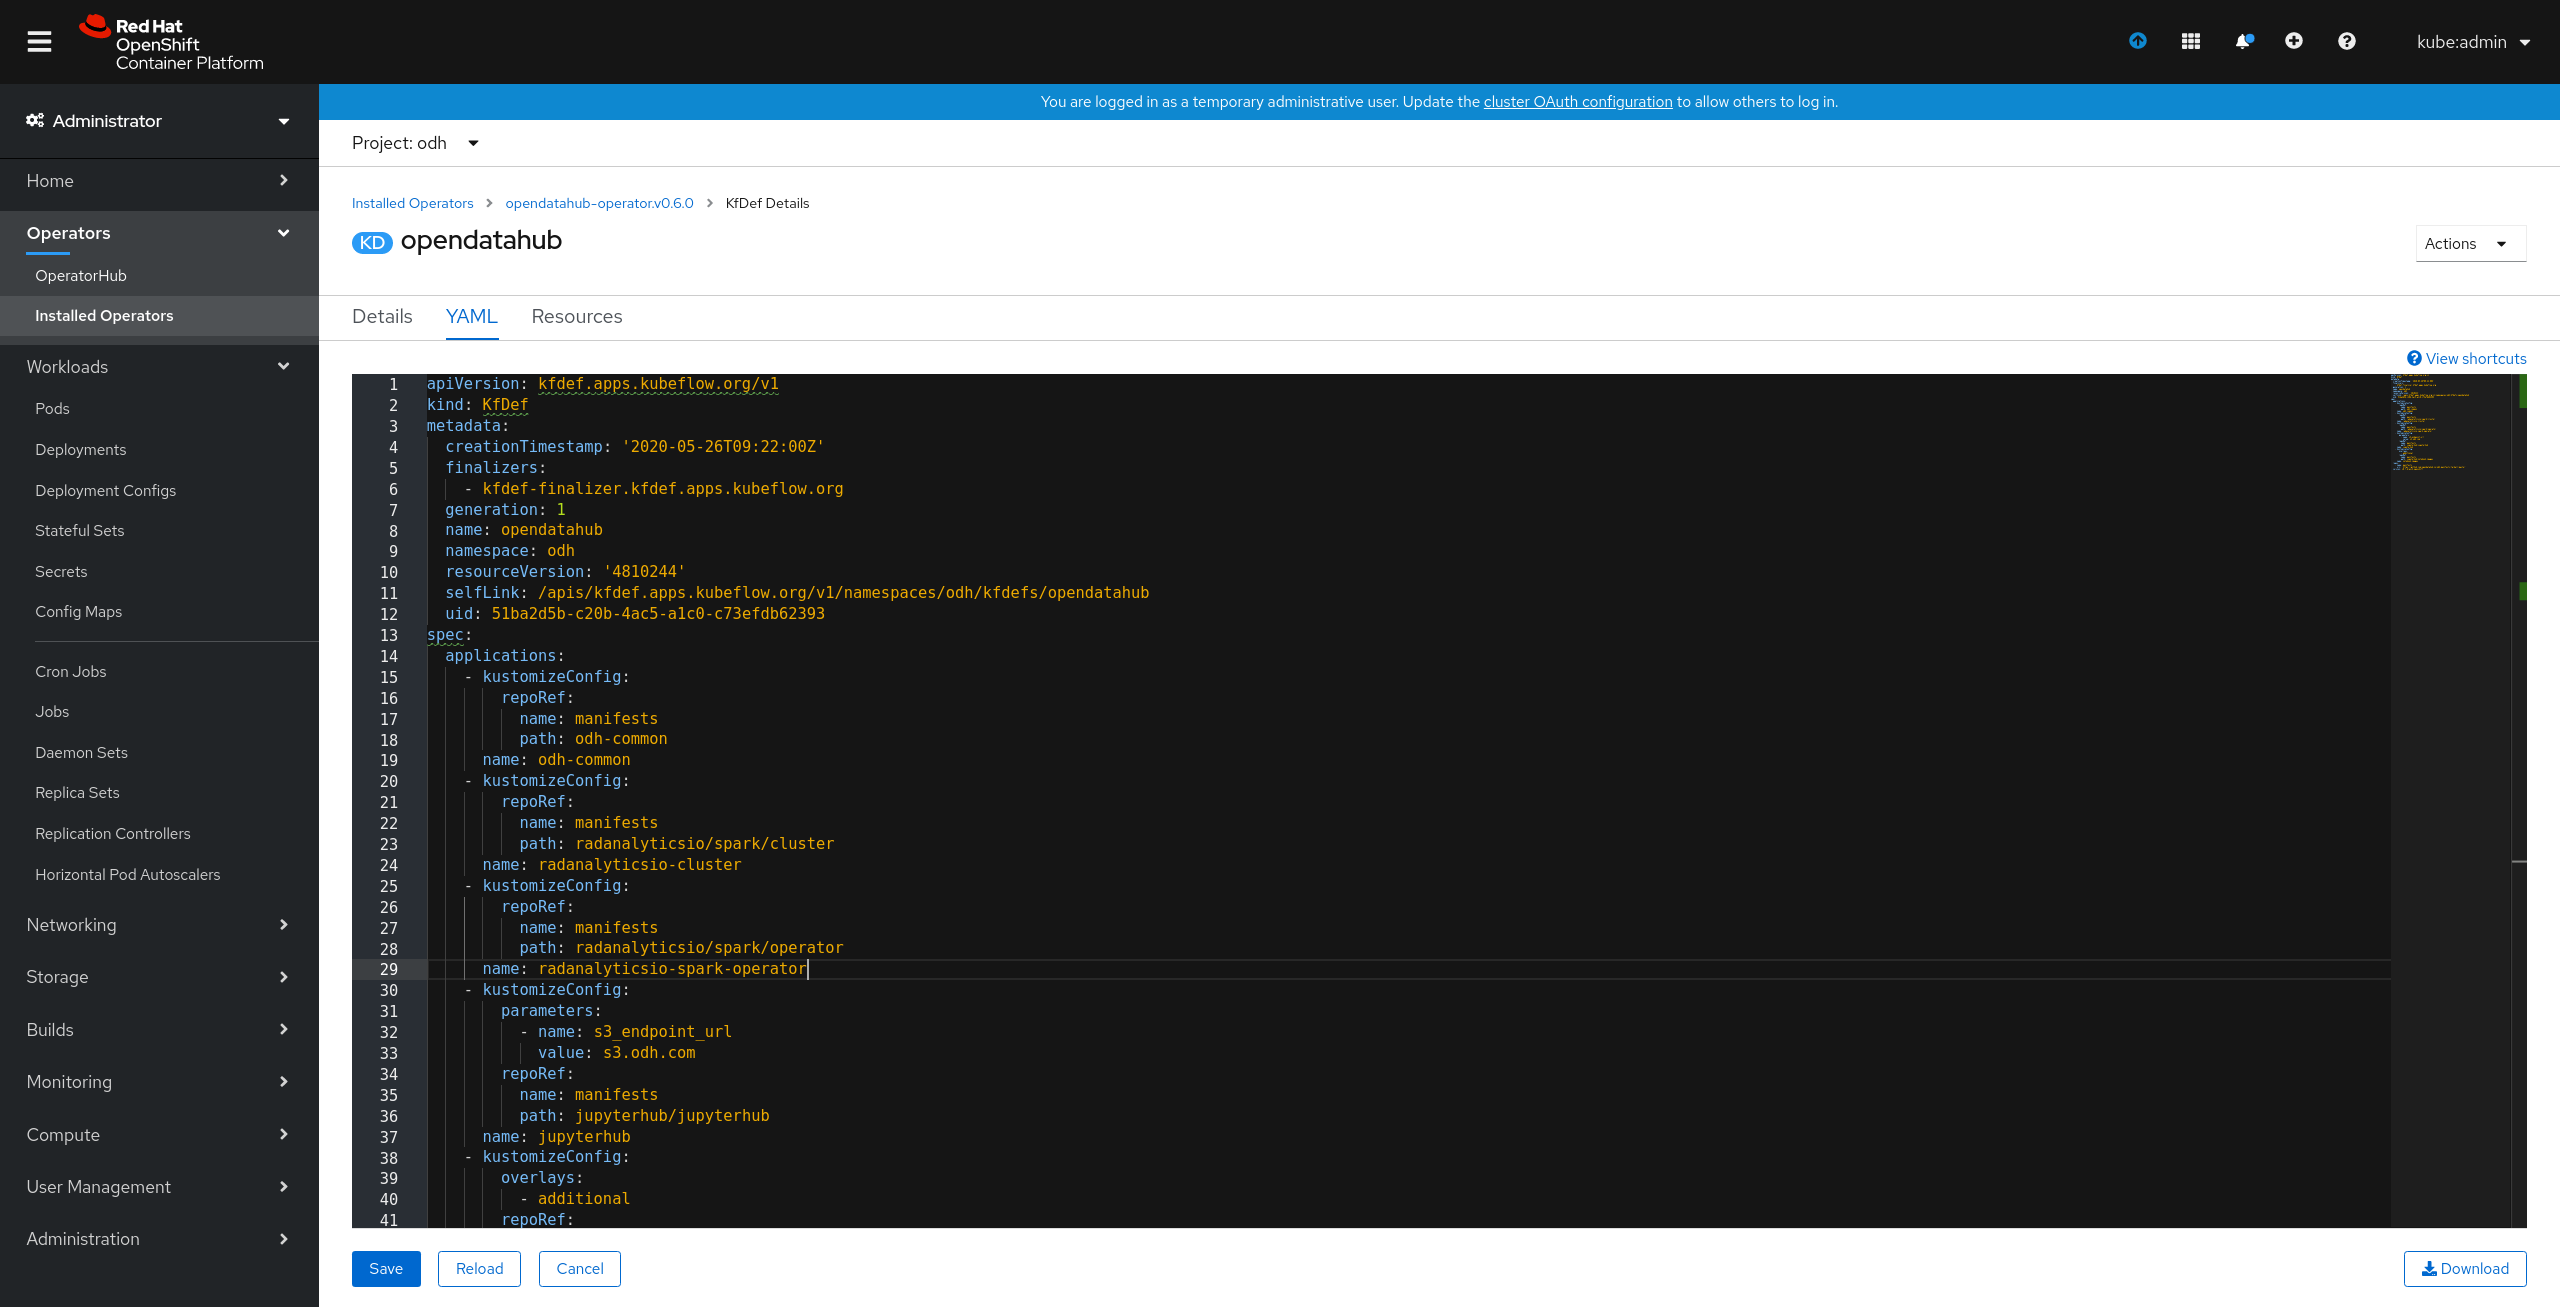 Red Hat
OpenShift
Container Platform
kube:admin
Administrator
Home
Operators
OperatorHub
Installed Operators
Workloads
Pods
Deployments
Deployment Configs
Stateful Sets
Secrets
Config Maps
Cron Jobs
Jobs
Daemon Sets
Replica Sets
Replication Controllers
Horizontal Pod Autoscalers
Networking
Storage
Builds
Monitoring
Compute
User Management
Administration
You are logged in as a temporary administrative user. Update the cluster OAuth configuration to allow others to log in.
Project: odh
Installed Operators > opendatahub-operator.v0.6.0 > KfDef Details
KD opendatahub
Actions
Details YAML Resources
View shortcuts
1 apiVersion: kfdef.apps.kubeflow.org/v1
2 kind: KfDef
3 metadata:
4 creationTimestamp: '2020-05-26T09:22:00Z'
5 finalizers:
6 - kfdef-finalizer.kfdef.apps.kubeflow.org
7 generation: 1
8 name: opendatahub
9 namespace: odh
10 resourceVersion: '4810244'
11 selfLink: /apis/kfdef.apps.kubeflow.org/v1/namespaces/odh/kfdefs/opendatahub
12 uid: 51ba2d5b-c20b-4ac5-a1c0-c73efdb62393
13 spec:
14 applications:
15 - kustomizeConfig:
16 repoRef:
17 name: manifests
18 path: odh-common
19 name: odh-common
20 - kustomizeConfig:
21 repoRef:
22 name: manifests
23 path: radanalyticsio/spark/cluster
24 name: radanalyticsio-cluster
25 - kustomizeConfig:
26 repoRef:
27 name: manifests
28 path: radanalyticsio/spark/operator
29 name: radanalyticsio-spark-operator
30 - kustomizeConfig:
31 parameters:
32 - name: s3_endpoint_url
33 value: s3.odh.com
34 repoRef:
35 name: manifests
36 path: jupyterhub/jupyterhub
37 name: jupyterhub
38 - kustomizeConfig:
39 overlays:
40 - additional
41 repoRef:
Save Reload Cancel Download